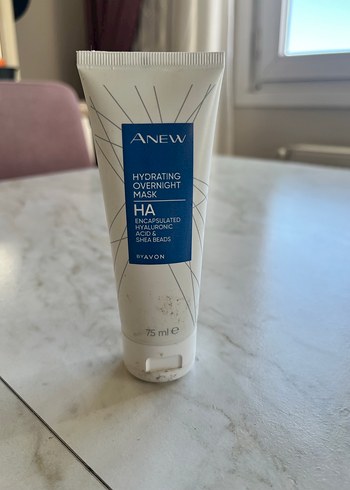 ANEW
HYDRATING
OVERNIGHT
MASK
HA
ENCAPSULATED
HYALURONIC
ACID &
SHEA BEADS
BY AVON
75 ml ℮